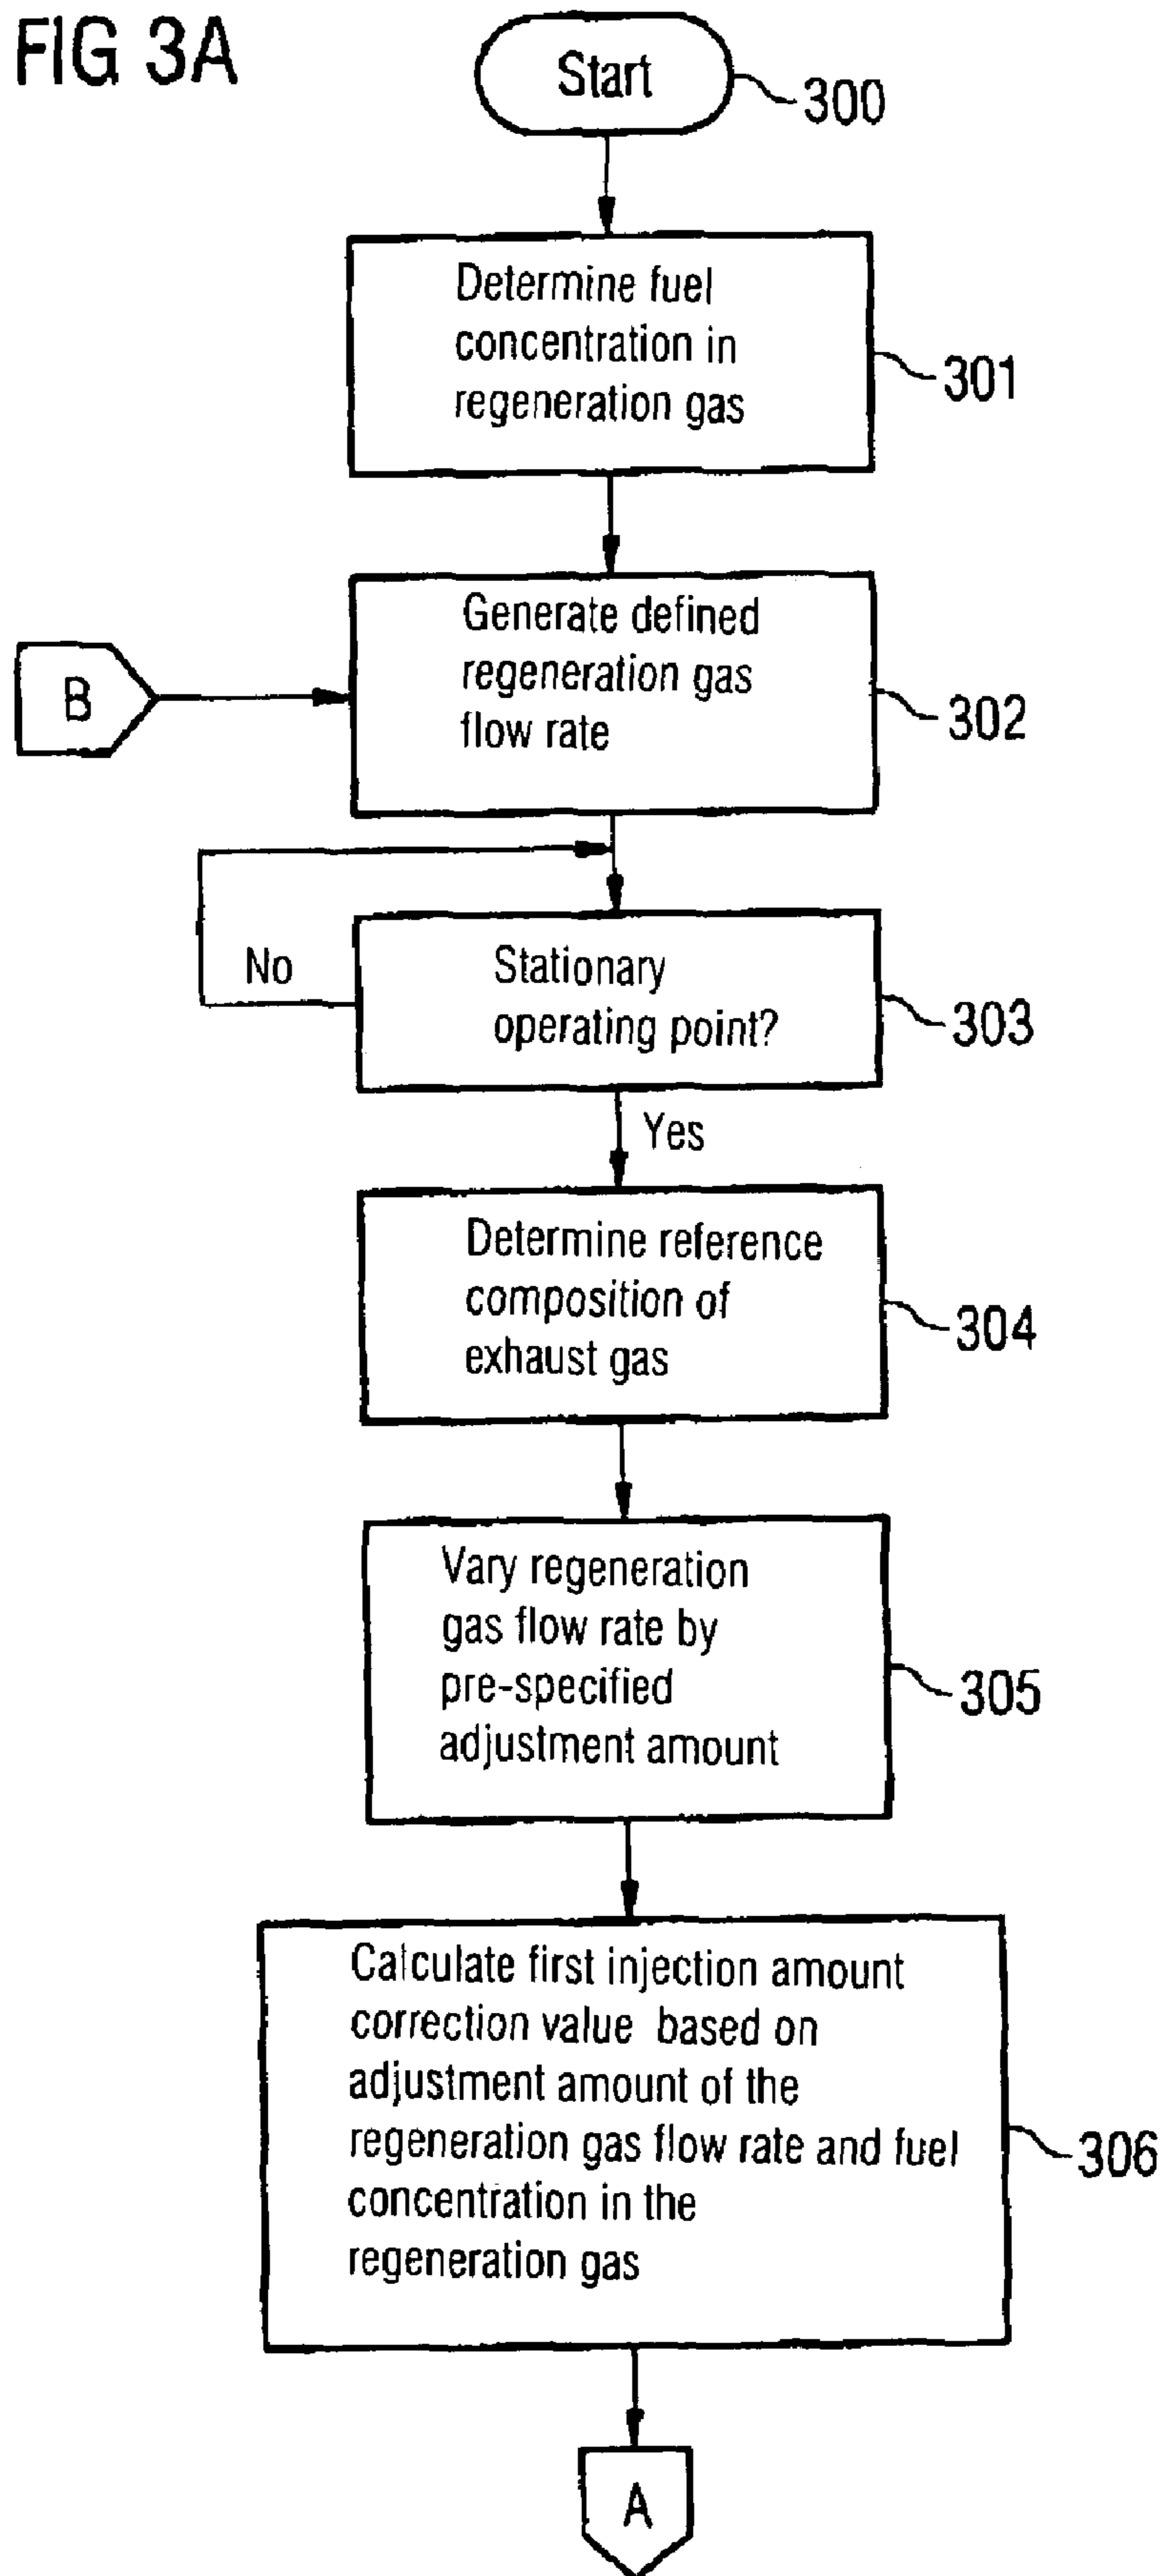 FIG 3A
Start
300
Determine fuel
concentration in
regeneration gas
301
Generate defined
regeneration gas
flow rate
302
B
No
Stationary
operating point?
303
Yes
Determine reference
composition of
exhaust gas
304
Vary regeneration
gas flow rate by
pre-specified
adjustment amount
305
Calculate first injection amount
correction value based on
adjustment amount of the
regeneration gas flow rate and fuel
concentration in the
regeneration gas
306
A